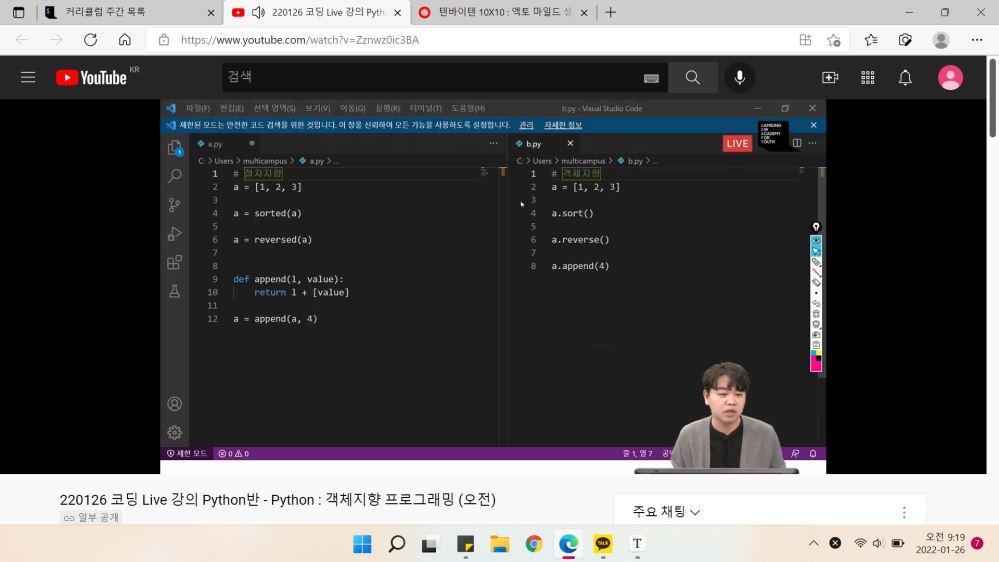 커리큘럼 주간 목록
220126 코딩 Live 강의 Pyth
텐바이텐 10X10 : 엑토 마일드 생
https://www.youtube.com/watch?v=Zznwz0ic3BA
YouTube KR
검색
파일(F) 편집(E) 선택 영역(S) 보기(V) 이동(G) 실행(R) 터미널(T) 도움말(H)
b.py - Visual Studio Code
제한된 모드는 안전한 코드 검색을 위한 것입니다. 이 창을 신뢰하여 모든 기능을 사용하도록 설정합니다. 관리 자세한 정보
SAMSUNG
SW
ACADEMY
FOR
YOUTH
LIVE
a.py
C: > Users > multicampus > a.py > ...
1 # 절차지향
2 a = [1, 2, 3]
3
4 a = sorted(a)
5
6 a = reversed(a)
7
8
9 def append(l, value):
10 return l + [value]
11
12 a = append(a, 4)
b.py
C: > Users > multicampus > b.py > ...
1 # 객체지향
2 a = [1, 2, 3]
3
4 a.sort()
5
6 a.reverse()
7
8 a.append(4)
제한 모드 0 0
줄 1, 열 7
220126 코딩 Live 강의 Python반 - Python : 객체지향 프로그래밍 (오전)
일부 공개
주요 채팅
TALK
T
오전 9:19
2022-01-26
7